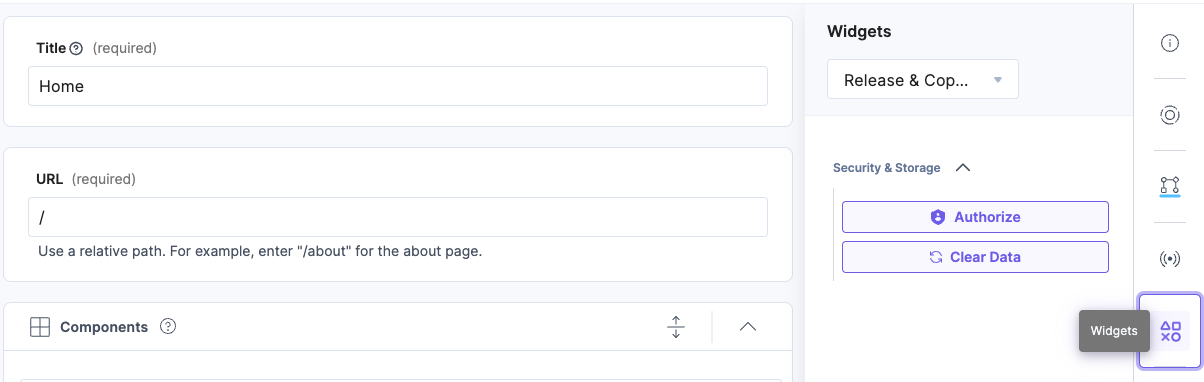 Title (required)
Home
URL (required)
/
Use a relative path. For example, enter "/about" for the about page.
Components
Widgets
Release & Cop...
Security & Storage
Authorize
Clear Data
Widgets